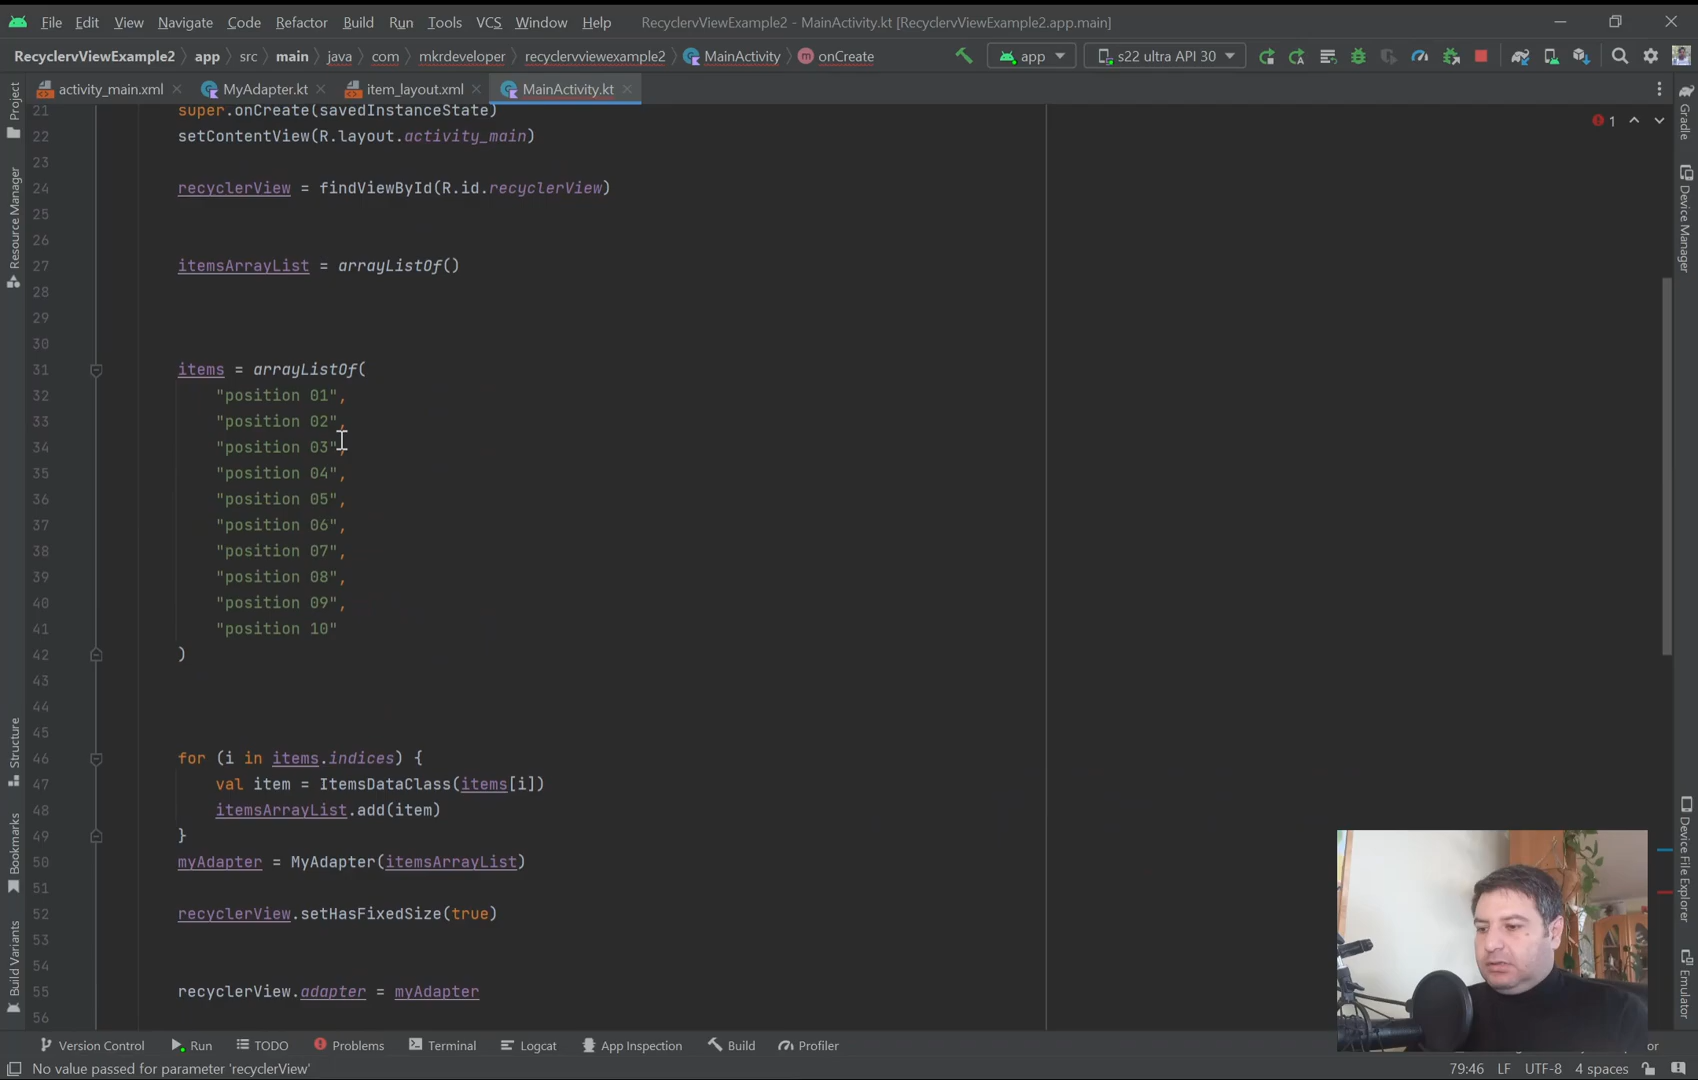 File Edit View Navigate Code Refactor Build Run Tools VCS Window Help RecyclervViewExample2 - MainActivity.kt [RecyclervViewExample2.app.main]
RecyclervViewExample2 app src main java com mkrdeveloper recyclervviewexample2 MainActivity onCreate app s22 ultra API 30
activity_main.xml MyAdapter.kt item_layout.xml MainActivity.kt
Project
Resource Manager
Structure
Bookmarks
Build Variants
1
21 super.onCreate(savedInstanceState)
22 setContentView(R.layout.activity_main)
23
24 recyclerView = findViewById(R.id.recyclerView)
25
26
27 itemsArrayList = arrayListOf()
28
29
30
31 items = arrayListOf(
32 "position 01",
33 "position 02",
34 "position 03",
35 "position 04",
36 "position 05",
37 "position 06",
38 "position 07",
39 "position 08",
40 "position 09",
41 "position 10"
42 )
43
44
45
46 for (i in items.indices) {
47 val item = ItemsDataClass(items[i])
48 itemsArrayList.add(item)
49 }
50 myAdapter = MyAdapter(itemsArrayList)
51
52 recyclerView.setHasFixedSize(true)
53
54
55 recyclerView.adapter = myAdapter
56
Gradle
Device Manager
Device File Explorer
Emulator
Version Control Run TODO Problems Terminal Logcat App Inspection Build Profiler
No value passed for parameter 'recyclerView' 79:46 LF UTF-8 4 spaces